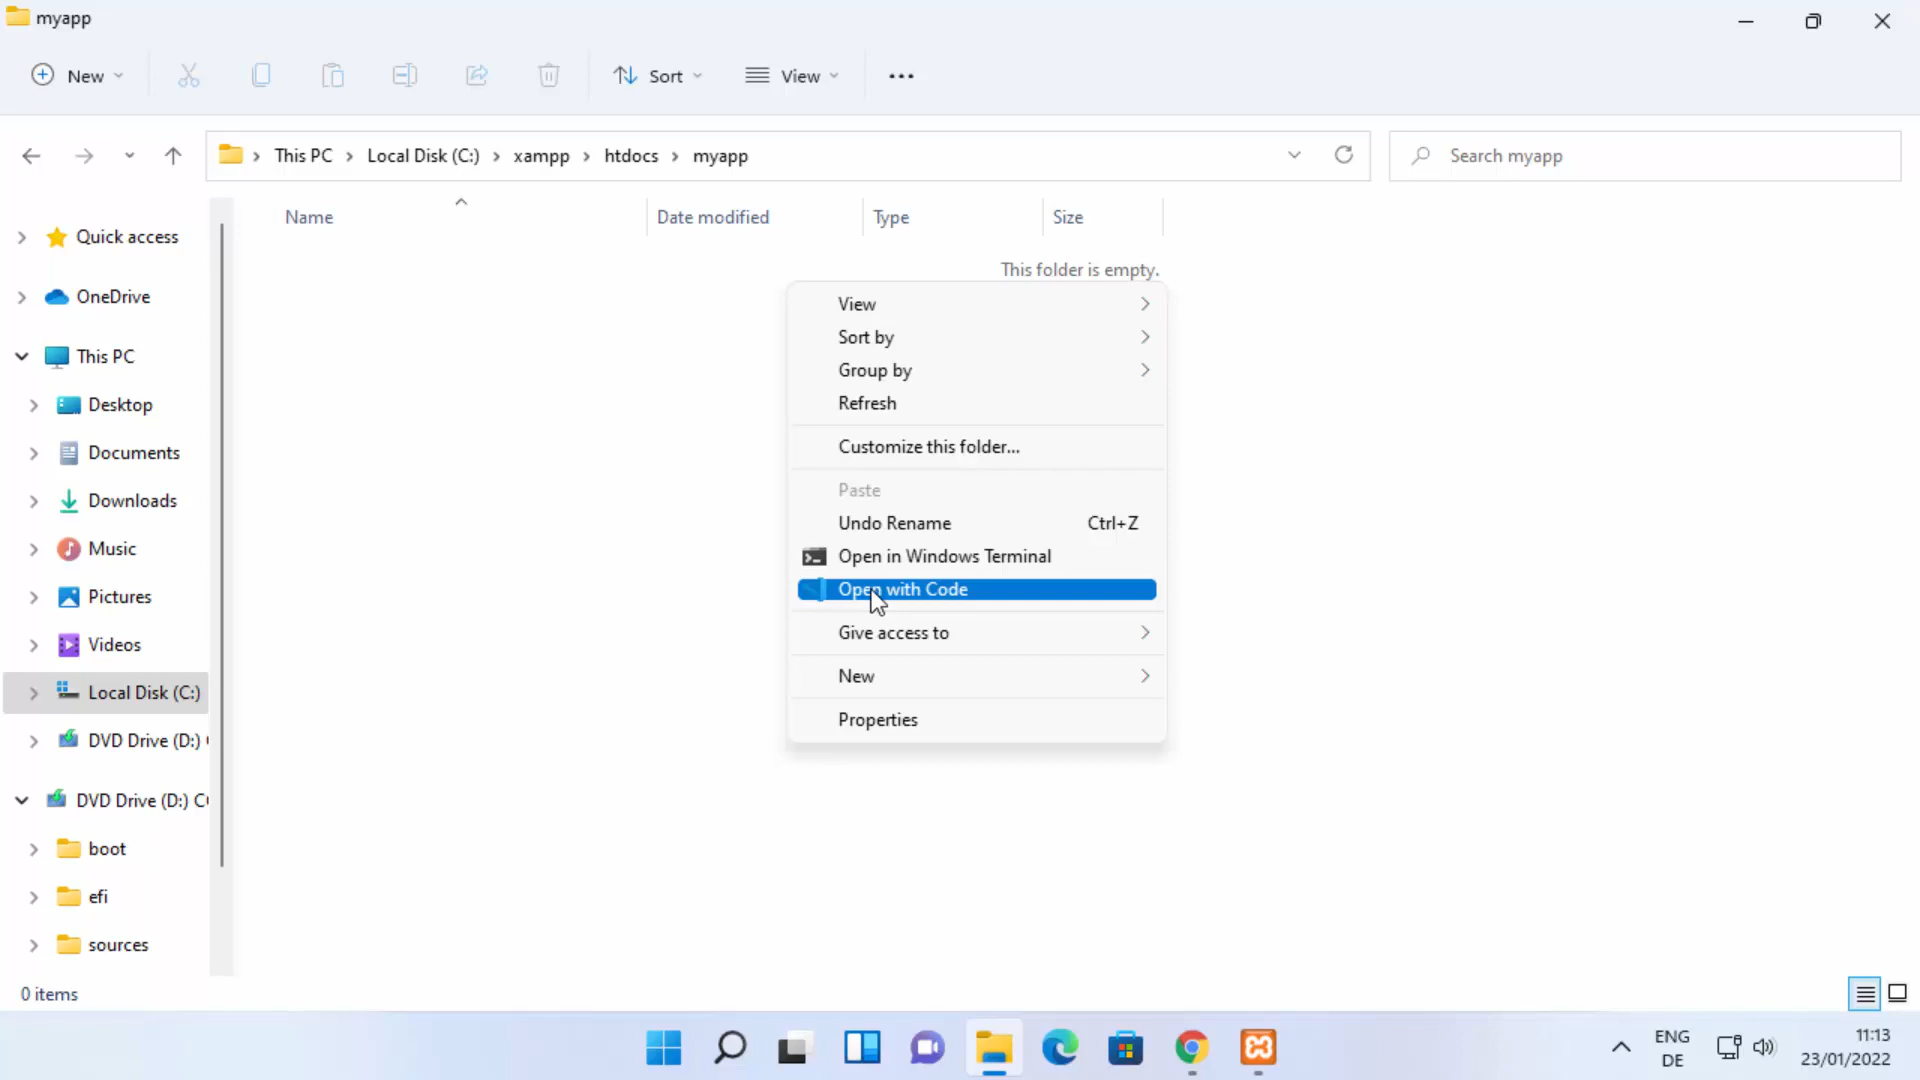 myapp
New
Sort
View
This PC
Local Disk (C:)
xampp
htdocs
myapp
Search myapp
Name
Date modified
Type
Size
Quick access
OneDrive
This PC
Desktop
Documents
Downloads
Music
Pictures
Videos
Local Disk (C:)
DVD Drive (D:)
DVD Drive (D:) C
boot
efi
sources
This folder is empty.
View
Sort by
Group by
Refresh
Customize this folder...
Paste
Undo Rename Ctrl+Z
Open in Windows Terminal
Open with Code
Give access to
New
Properties
0 items
ENG
DE
11:13
23/01/2022